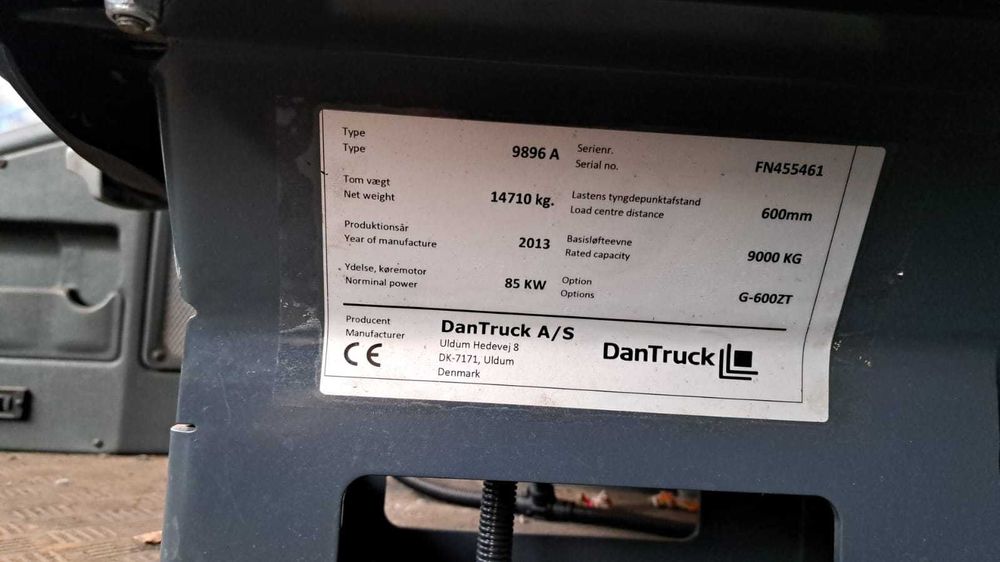 Type
Type
9896 A
Serienr.
Serial no.
FN455461
Tom vægt
Net weight
14710 kg.
Lastens tyngdepunktafstand
Load centre distance
600mm
Produktionsår
Year of manufacture
2013
Basisløfteevne
Rated capacity
9000 KG
Ydelse, køremotor
Norminal power
85 KW
Option
Options
G-600ZT
Producent
Manufacturer
CE
DanTruck A/S
Uldum Hedevej 8
DK-7171, Uldum
Denmark
DanTruck